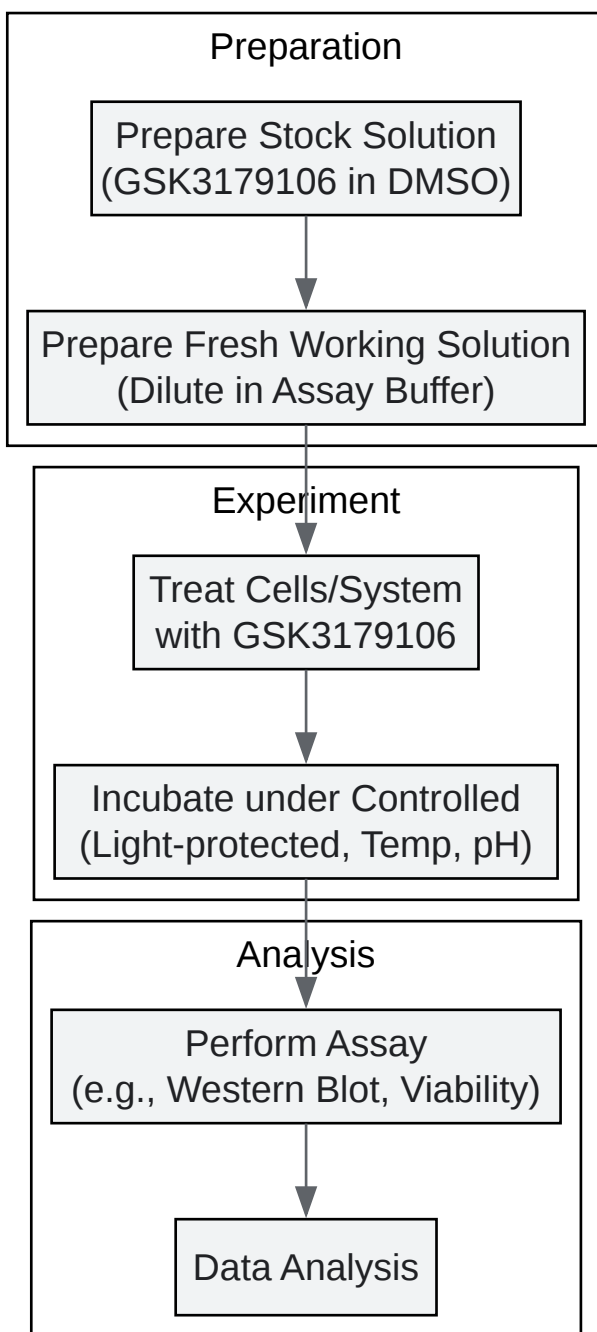 Preparation
Prepare Stock Solution
(GSK3179106 in DMSO)
Prepare Fresh Working Solution
(Dilute in Assay Buffer)
Experiment
Treat Cells/System
with GSK3179106
Incubate under Controlled
(Light-protected, Temp, pH)
Analysis
Perform Assay
(e.g., Western Blot, Viability)
Data Analysis